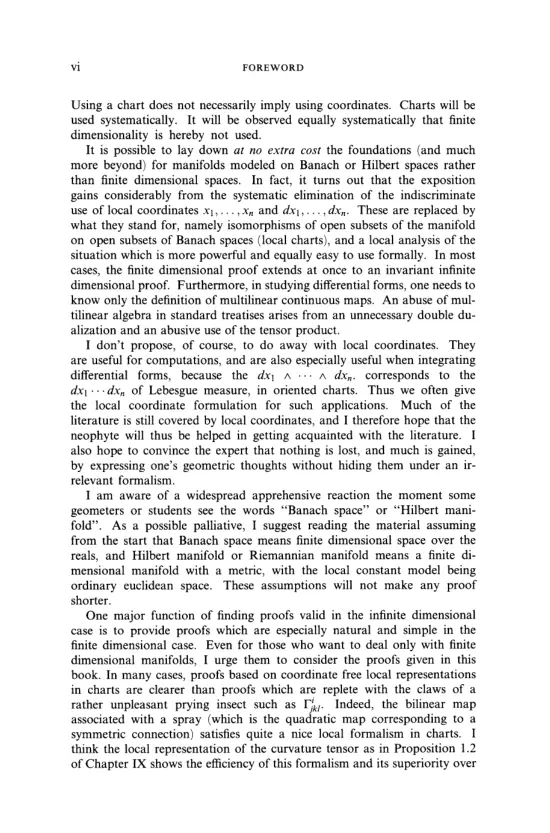 vi FOREWORD
Using a chart does not necessarily imply using coordinates. Charts will be
used systematically. It will be observed equally systematically that finite
dimensionality is hereby not used.
It is possible to lay down at no extra cost the foundations (and much
more beyond) for manifolds modeled on Banach or Hilbert spaces rather
than finite dimensional spaces. In fact, it turns out that the exposition
gains considerably from the systematic elimination of the indiscriminate
use of local coordinates x₁,...,xₙ and dx₁,...,dxₙ. These are replaced by
what they stand for, namely isomorphisms of open subsets of the manifold
on open subsets of Banach spaces (local charts), and a local analysis of the
situation which is more powerful and equally easy to use formally. In most
cases, the finite dimensional proof extends at once to an invariant infinite
dimensional proof. Furthermore, in studying differential forms, one needs to
know only the definition of multilinear continuous maps. An abuse of mul-
tilinear algebra in standard treatises arises from an unnecessary double du-
alization and an abusive use of the tensor product.
I don't propose, of course, to do away with local coordinates. They
are useful for computations, and are also especially useful when integrating
differential forms, because the dx₁ ∧ ··· ∧ dxₙ. corresponds to the
dx₁ ··· dxₙ of Lebesgue measure, in oriented charts. Thus we often give
the local coordinate formulation for such applications. Much of the
literature is still covered by local coordinates, and I therefore hope that the
neophyte will thus be helped in getting acquainted with the literature. I
also hope to convince the expert that nothing is lost, and much is gained,
by expressing one's geometric thoughts without hiding them under an ir-
relevant formalism.
I am aware of a widespread apprehensive reaction the moment some
geometers or students see the words "Banach space" or "Hilbert mani-
fold". As a possible palliative, I suggest reading the material assuming
from the start that Banach space means finite dimensional space over the
reals, and Hilbert manifold or Riemannian manifold means a finite di-
mensional manifold with a metric, with the local constant model being
ordinary euclidean space. These assumptions will not make any proof
shorter.
One major function of finding proofs valid in the infinite dimensional
case is to provide proofs which are especially natural and simple in the
finite dimensional case. Even for those who want to deal only with finite
dimensional manifolds, I urge them to consider the proofs given in this
book. In many cases, proofs based on coordinate free local representations
in charts are clearer than proofs which are replete with the claws of a
rather unpleasant prying insect such as Γⁱⱼₖₗ. Indeed, the bilinear map
associated with a spray (which is the quadratic map corresponding to a
symmetric connection) satisfies quite a nice local formalism in charts. I
think the local representation of the curvature tensor as in Proposition 1.2
of Chapter IX shows the efficiency of this formalism and its superiority over